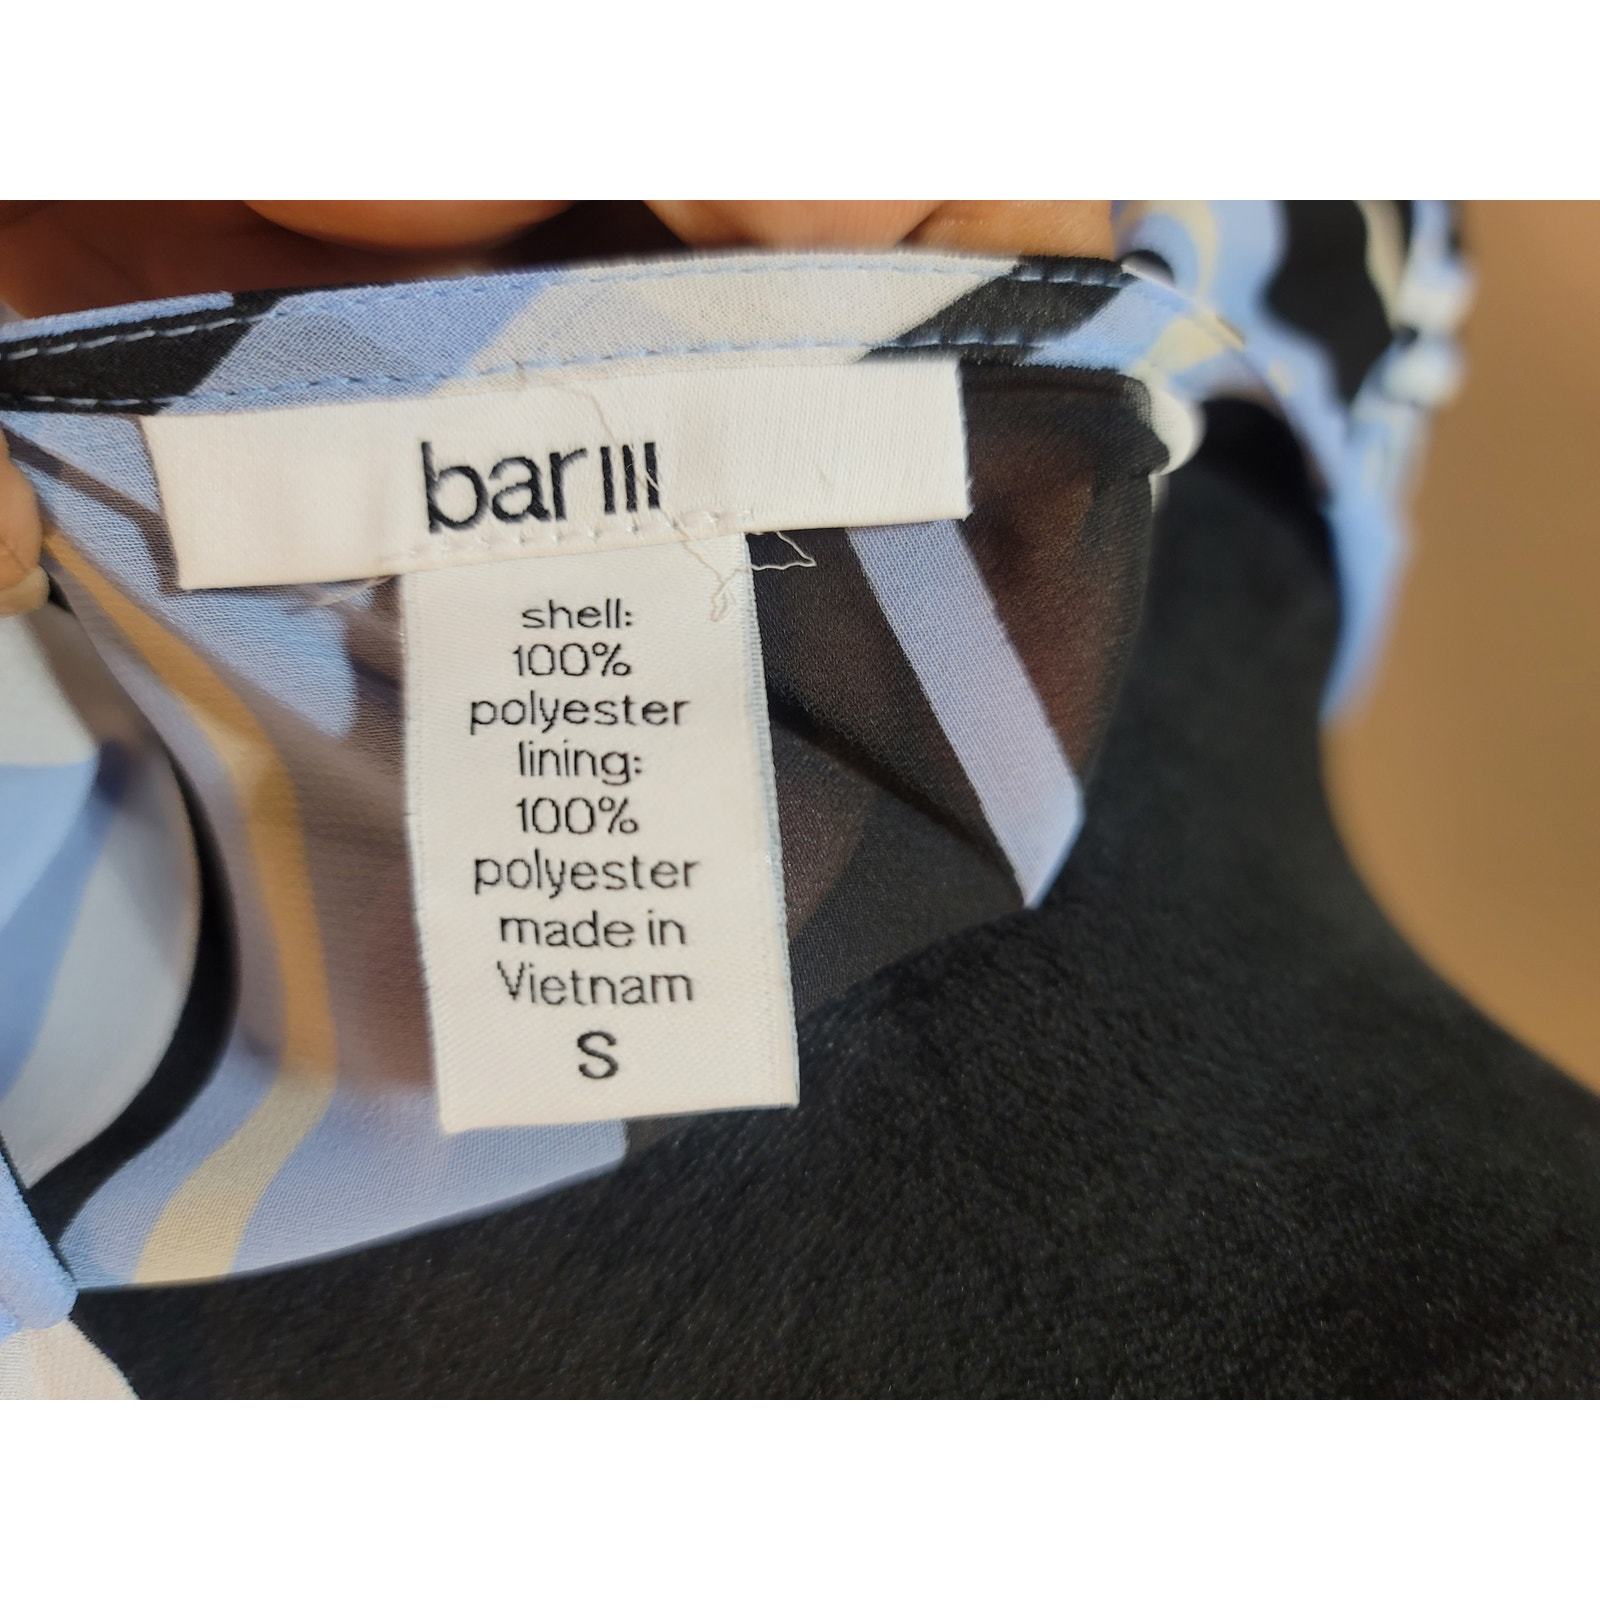 bar III
shell:
100%
polyester
lining:
100%
polyester
made in
Vietnam
S